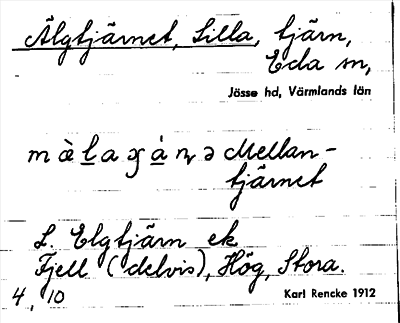 Älgtjärnet, Lilla, tjärn,
Eda sn,
Jösse hd, Värmlands län
Mellan-
tjärnet
L. Elgtjärn ek
Fjell (delvis), Hög, Stora.
4, 10
Karl Rencke 1912